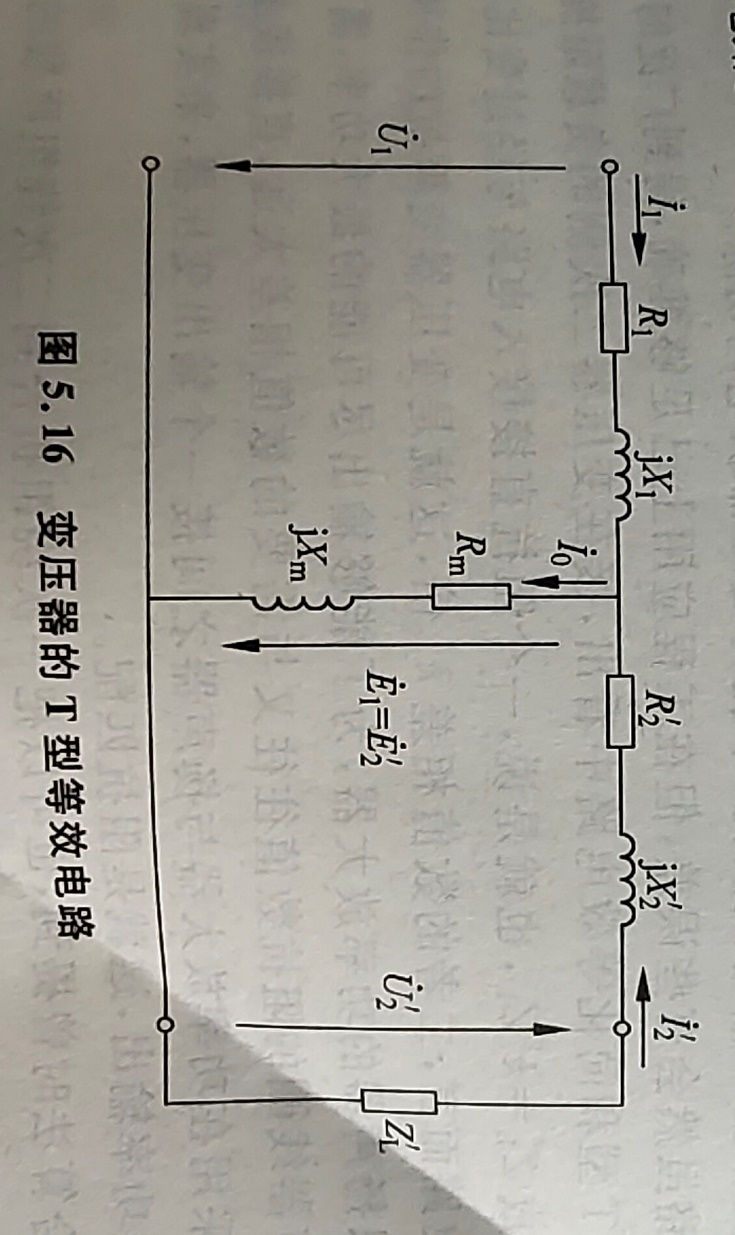 İ₁
R₁
jX₁
R₂′
jX₂′
İ₂′
İ₀
U̇₁
Rₘ
jXₘ
Ė₁=Ė₂′
U̇₂′
Z_L′
图 5.16 变压器的 T 型等效电路